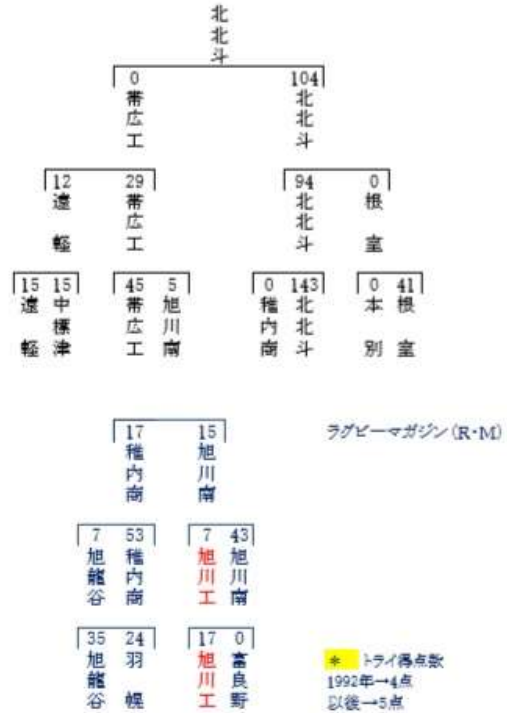 北北斗
0 104
帯広工 北北斗
12 29 94 0
遠軽 帯広工 北北斗 根室
15 15 45 5 0 143 0 41
遠軽 中標津 帯広工 旭川南 稚内商 北北斗 本別 根室
17 15 ラグビーマガジン(R・M)
稚内商 旭川南
7 53 7 43
旭龍谷 稚内商 旭川工 旭川南
35 24 17 0
旭龍谷 羽幌 旭川工 富良野
* トライ得点数
1992年→4点
以後→5点